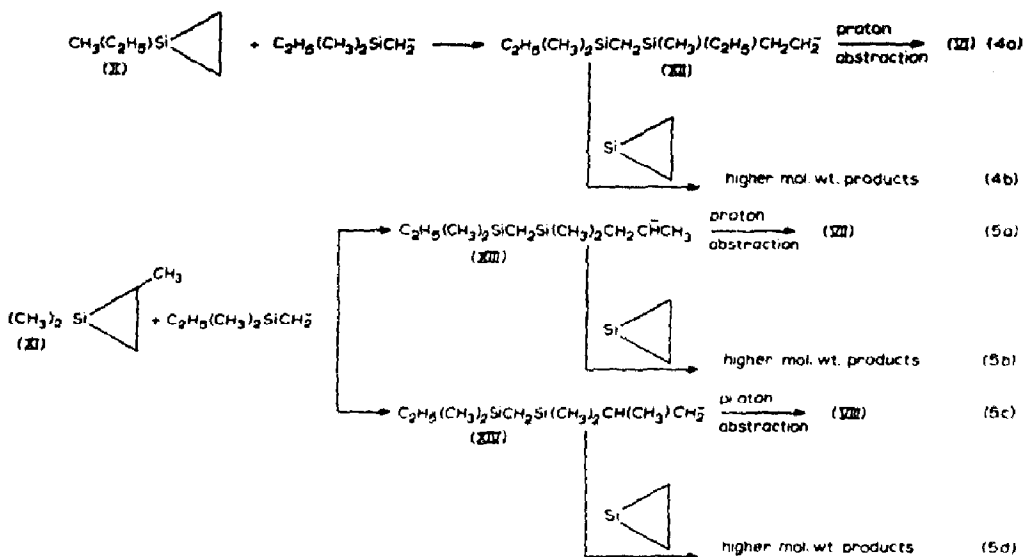 CH₃(C₂H₅)Si + C₂H₅(CH₃)₂SiCH₂⁻ ⟶ C₂H₅(CH₃)₂SiCH₂Si(CH₃)(C₂H₅)CH₂CH₂⁻ proton abstraction (VI) (4a)
(X) (XII)
Si
higher mol. wt. products (4b)
C₂H₅(CH₃)₂SiCH₂Si(CH₃)₂CH₂C̄HCH₃ proton abstraction (VII) (5a)
(XIII)
CH₃
(CH₃)₂ Si + C₂H₅(CH₃)₂SiCH₂⁻
(XI)
Si
higher mol. wt. products (5b)
C₂H₅(CH₃)₂SiCH₂Si(CH₃)₂CH(CH₃)CH₂⁻ proton abstraction (VIII) (5c)
(XIV)
Si
higher mol. wt. products (5d)